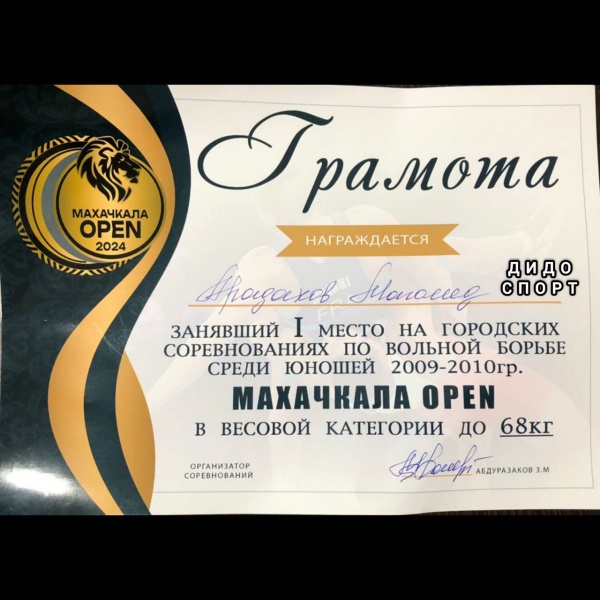 МАХАЧКАЛА
OPEN
2024
Грамота
НАГРАЖДАЕТСЯ
Магомед
ДИДО
СПОРТ
ЗАНЯВШИЙ I МЕСТО НА ГОРОДСКИХ
СОРЕВНОВАНИЯХ ПО ВОЛЬНОЙ БОРЬБЕ
СРЕДИ ЮНОШЕЙ 2009-2010гр.
МАХАЧКАЛА OPEN
В ВЕСОВОЙ КАТЕГОРИИ ДО 68кг
ОРГАНИЗАТОР
СОРЕВНОВАНИЙ
АБДУРАЗАКОВ З.М